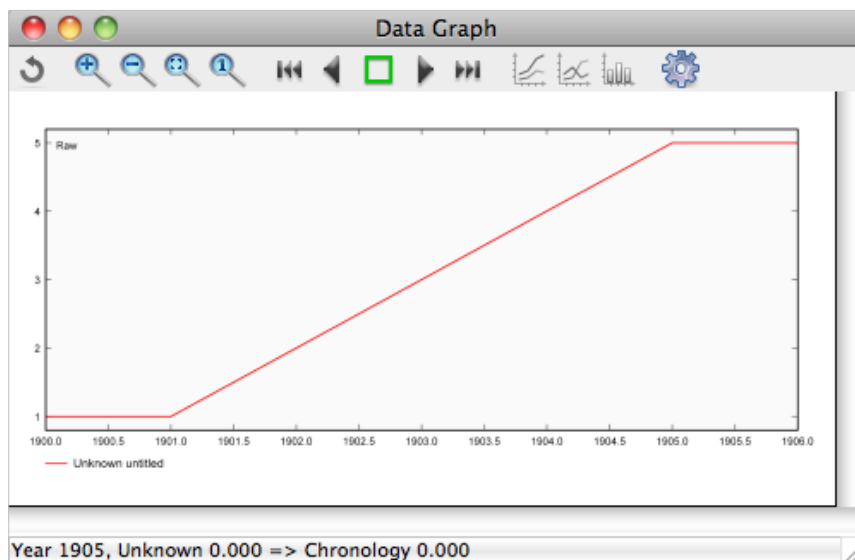 Data Graph
1
5
Raw
4
3
2
1
1900.0 1900.5 1901.0 1901.5 1902.0 1902.5 1903.0 1903.5 1904.0 1904.5 1905.0 1905.5 1906.0
Unknown untitled
Year 1905, Unknown 0.000 => Chronology 0.000